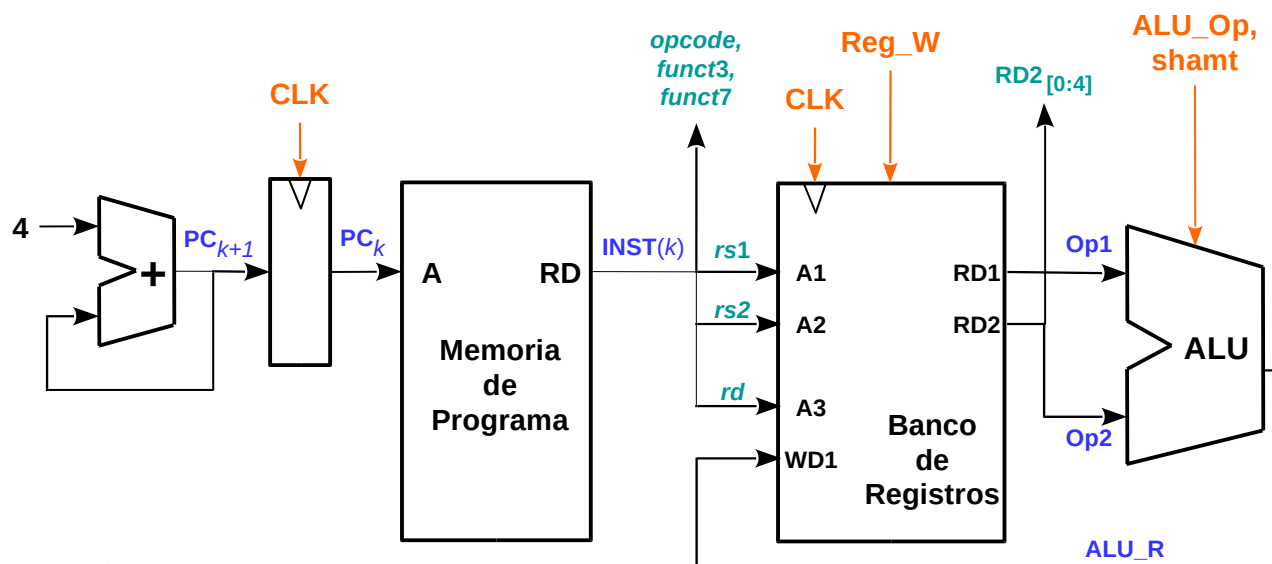 opcode,
funct3,
funct7
Reg_W
ALU_Op,
shamt
RD2[0:4]
CLK
CLK
4
PCk+1
+
PCk
INST(k)
rs1
rs2
rd
A
RD
Memoria
de
Programa
A1
A2
A3
WD1
RD1
RD2
Banco
de
Registros
Op1
Op2
ALU
ALU_R